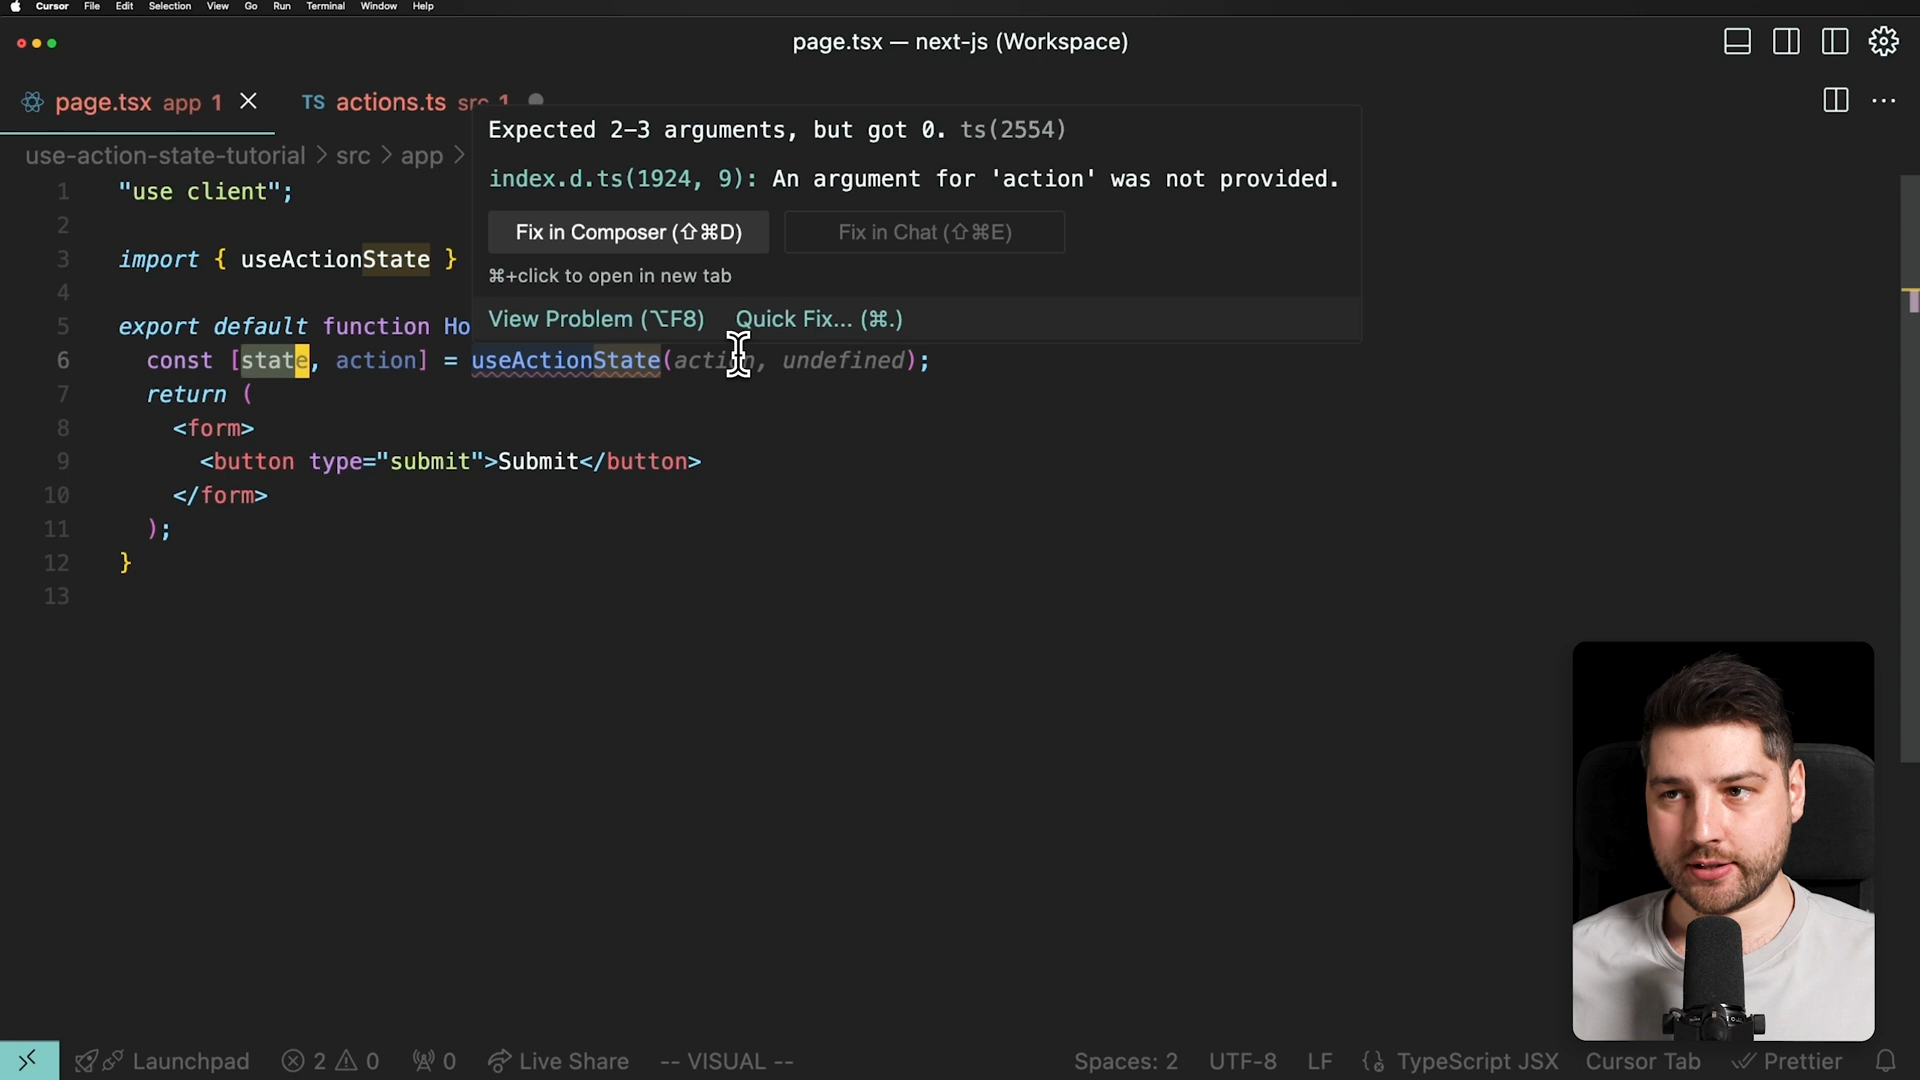 Cursor File Edit Selection View Go Run Terminal Window Help
page.tsx — next-js (Workspace)
page.tsx app 1
TS actions.ts src 1
Expected 2-3 arguments, but got 0. ts(2554)
use-action-state-tutorial > src > app >
index.d.ts(1924, 9): An argument for 'action' was not provided.
Fix in Composer (⇧⌘D) Fix in Chat (⇧⌘E)
⌘+click to open in new tab
View Problem (⌥F8) Quick Fix... (⌘.)
1 "use client";
2
3 import { useActionState }
4
5 export default function Ho
6 const [state, action] = useActionState(action, undefined);
7 return (
8 <form>
9 <button type="submit">Submit</button>
10 </form>
11 );
12 }
13
Launchpad 2 0 0 Live Share -- VISUAL -- Spaces: 2 UTF-8 LF {} TypeScript JSX Cursor Tab Prettier